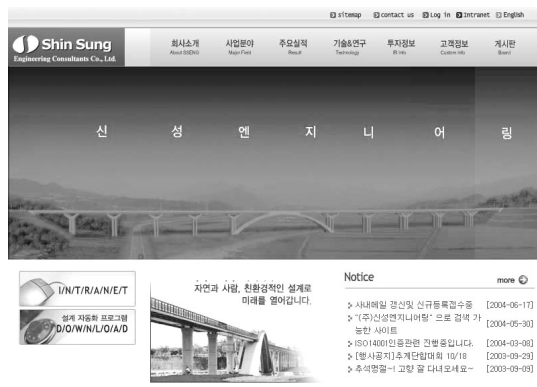 sitemap contact us Log in Intranet English
Shin Sung
Engineering Consultants Co., Ltd.
회사소개 사업분야 주요실적 기술&연구 투자정보 고객정보 게시판
About SSENG Major Field Result Technology IR Info Custom Info Board
신 성 엔 지 니 어 링
I/N/T/R/A/N/E/T
설계 자동화 프로그램
D/O/W/N/L/O/A/D
자연과 사람, 친환경적인 설계로
미래를 열어갑니다.
Notice more
사내메일 갱신및 신규등록접수중 [2004-06-17]
"(주)신성엔지니어링" 으로 검색 가
능한 사이트 [2004-05-30]
ISO14001인증관련 진행중입니다. [2004-03-08]
[행사공지]추계단합대회 10/18 [2003-09-29]
추석명절~! 고향 잘 다녀오세요~ [2003-09-09]